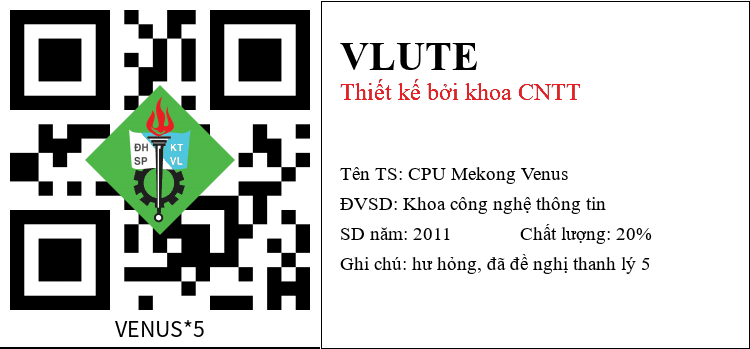 ĐH KT
SP VL
VENUS*5
VLUTE
Thiết kế bởi khoa CNTT
Tên TS: CPU Mekong Venus
ĐVSD: Khoa công nghệ thông tin
SD năm: 2011 Chất lượng: 20%
Ghi chú: hư hỏng, đã đề nghị thanh lý 5